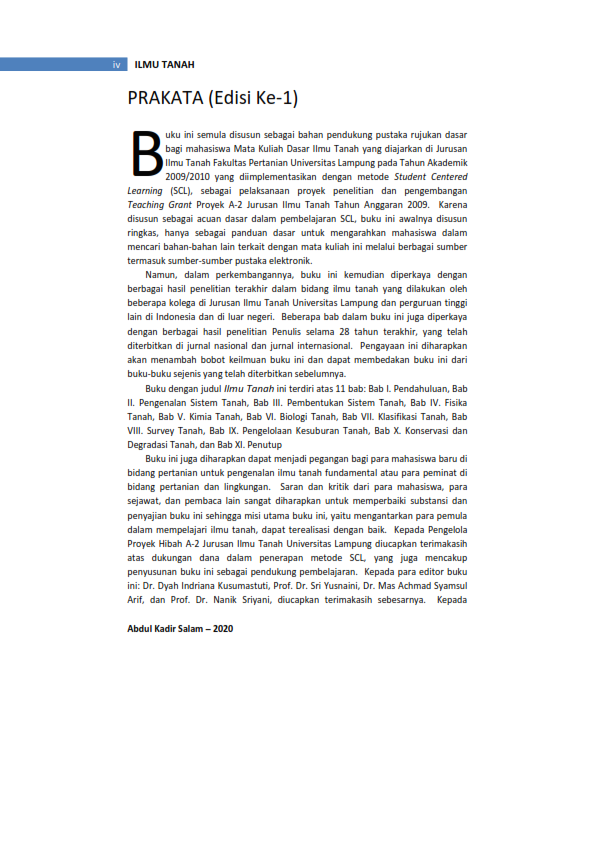 iv ILMU TANAH
PRAKATA (Edisi Ke-1)
Buku ini semula disusun sebagai bahan pendukung pustaka rujukan dasar
bagi mahasiswa Mata Kuliah Dasar Ilmu Tanah yang diajarkan di Jurusan
Ilmu Tanah Fakultas Pertanian Universitas Lampung pada Tahun Akademik
2009/2010 yang diimplementasikan dengan metode Student Centered
Learning (SCL), sebagai pelaksanaan proyek penelitian dan pengembangan
Teaching Grant Proyek A-2 Jurusan Ilmu Tanah Tahun Anggaran 2009. Karena
disusun sebagai acuan dasar dalam pembelajaran SCL, buku ini awalnya disusun
ringkas, hanya sebagai panduan dasar untuk mengarahkan mahasiswa dalam
mencari bahan-bahan lain terkait dengan mata kuliah ini melalui berbagai sumber
termasuk sumber-sumber pustaka elektronik.
Namun, dalam perkembangannya, buku ini kemudian diperkaya dengan
berbagai hasil penelitian terakhir dalam bidang ilmu tanah yang dilakukan oleh
beberapa kolega di Jurusan Ilmu Tanah Universitas Lampung dan perguruan tinggi
lain di Indonesia dan di luar negeri. Beberapa bab dalam buku ini juga diperkaya
dengan berbagai hasil penelitian Penulis selama 28 tahun terakhir, yang telah
diterbitkan di jurnal nasional dan jurnal internasional. Pengayaan ini diharapkan
akan menambah bobot keilmuan buku ini dan dapat membedakan buku ini dari
buku-buku sejenis yang telah diterbitkan sebelumnya.
Buku dengan judul Ilmu Tanah ini terdiri atas 11 bab: Bab I. Pendahuluan, Bab
II. Pengenalan Sistem Tanah, Bab III. Pembentukan Sistem Tanah, Bab IV. Fisika
Tanah, Bab V. Kimia Tanah, Bab VI. Biologi Tanah, Bab VII. Klasifikasi Tanah, Bab
VIII. Survey Tanah, Bab IX. Pengelolaan Kesuburan Tanah, Bab X. Konservasi dan
Degradasi Tanah, dan Bab XI. Penutup
Buku ini juga diharapkan dapat menjadi pegangan bagi para mahasiswa baru di
bidang pertanian untuk pengenalan ilmu tanah fundamental atau para peminat di
bidang pertanian dan lingkungan. Saran dan kritik dari para mahasiswa, para
sejawat, dan pembaca lain sangat diharapkan untuk memperbaiki substansi dan
penyajian buku ini sehingga misi utama buku ini, yaitu mengantarkan para pemula
dalam mempelajari ilmu tanah, dapat terealisasi dengan baik. Kepada Pengelola
Proyek Hibah A-2 Jurusan Ilmu Tanah Universitas Lampung diucapkan terimakasih
atas dukungan dana dalam penerapan metode SCL, yang juga mencakup
penyusunan buku ini sebagai pendukung pembelajaran. Kepada para editor buku
ini: Dr. Dyah Indriana Kusumastuti, Prof. Dr. Sri Yusnaini, Dr. Mas Achmad Syamsul
Arif, dan Prof. Dr. Nanik Sriyani, diucapkan terimakasih sebesarnya. Kepada
Abdul Kadir Salam – 2020